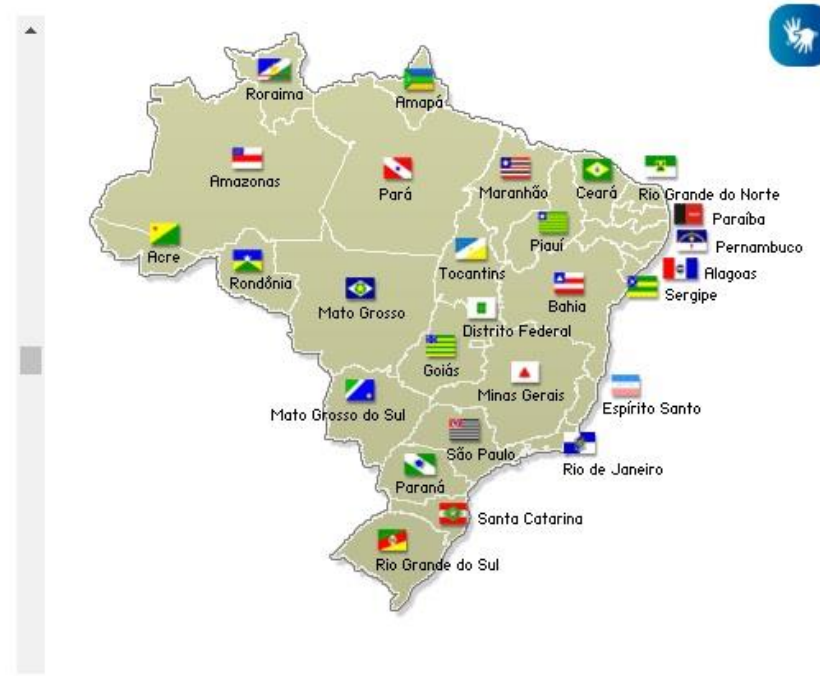 Roraima
Amapá
Amazonas
Pará
Maranhão
Ceará
Rio Grande do Norte
Paraíba
Pernambuco
Alagoas
Sergipe
Piauí
Acre
Rondônia
Tocantins
Mato Grosso
Bahia
Distrito Federal
Goiás
Minas Gerais
Espírito Santo
Mato Grosso do Sul
São Paulo
Rio de Janeiro
Paraná
Santa Catarina
Rio Grande do Sul